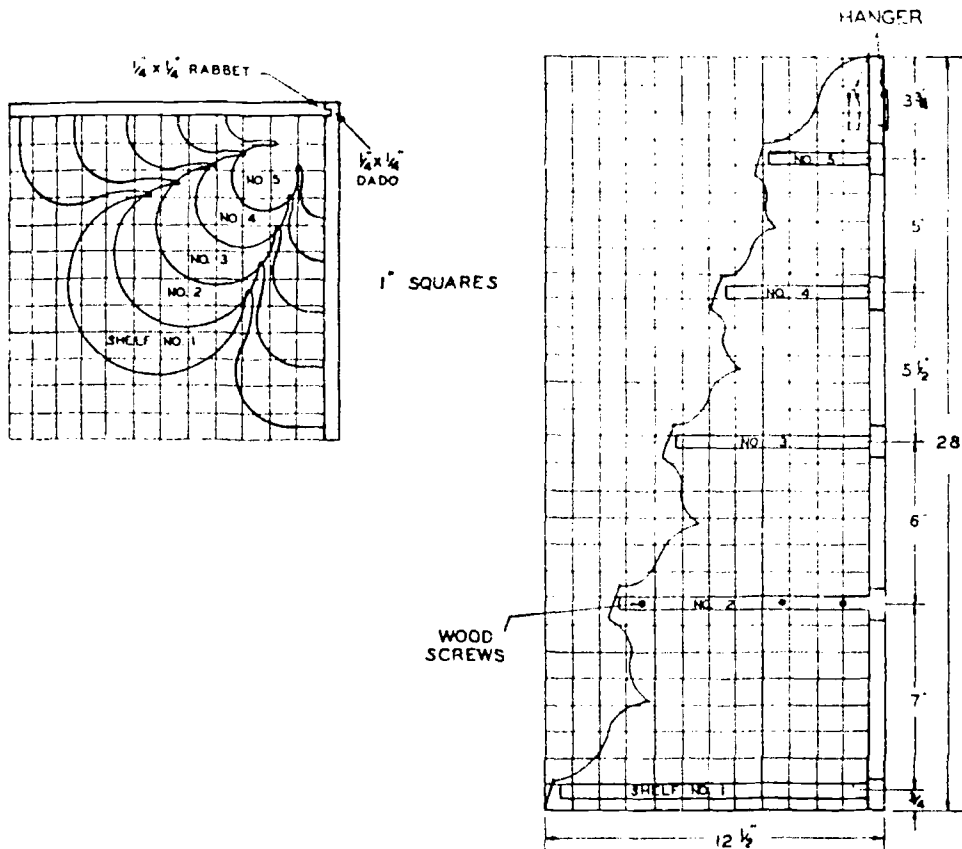 HANGER
1/4" x 1/4" RABBET
1/4" x 1/4"
DADO
NO. 5
NO. 4
NO. 3
NO. 2
SHELF NO. 1
1" SQUARES
3 3/4"
NO. 5
5"
NO. 4
5 1/2"
NO. 3
28
6"
NO. 2
WOOD
SCREWS
7"
SHELF NO. 1
3/4
12 1/2"